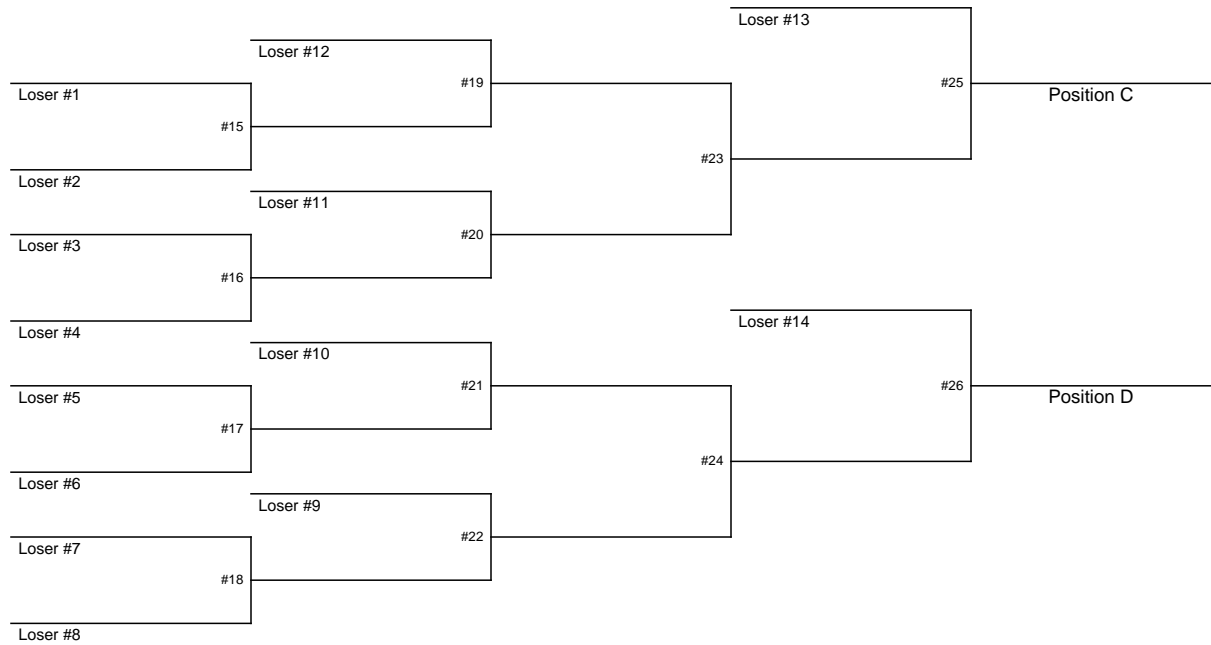 Loser #13
Loser #12
#19
#25
Loser #1
Position C
#15
#23
Loser #2
Loser #11
#20
Loser #3
#16
Loser #14
Loser #4
Loser #10
#21
#26
Loser #5
Position D
#17
#24
Loser #6
Loser #9
#22
Loser #7
#18
Loser #8